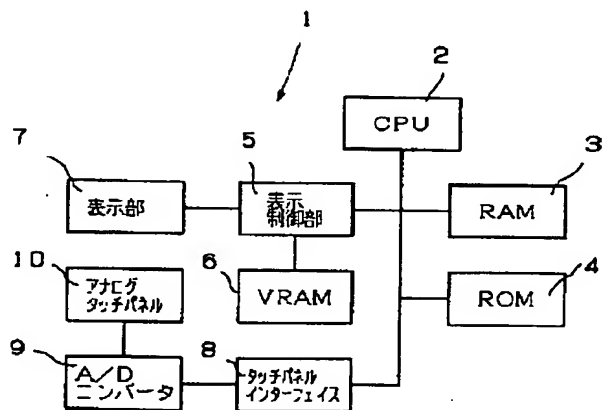 1
2
CPU
7
5
3
表示部
表示
制御部
RAM
10
6
4
アナログ
タッチパネル
VRAM
ROM
9
8
A/D
コンバータ
タッチパネル
インターフェイス